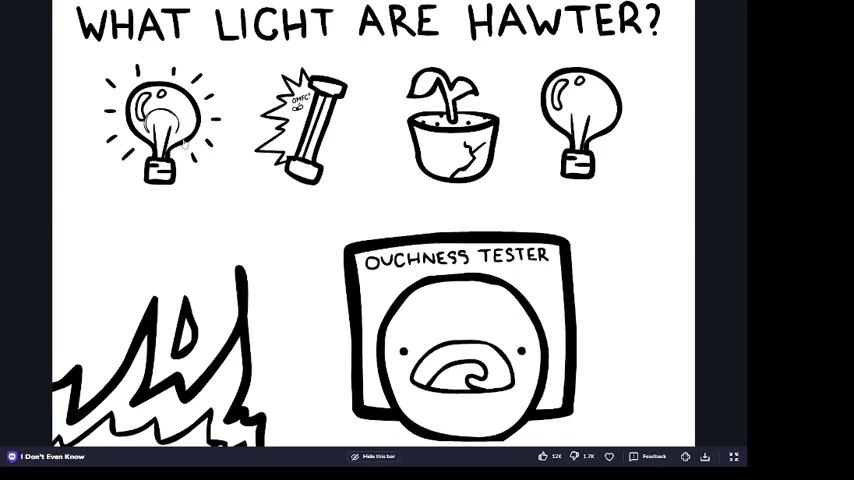 WHAT LIGHT ARE HAWTER?
OMFG!
OUCHNESS TESTER
I Don't Even Know
Hide this bar
12K
1.7K
Feedback